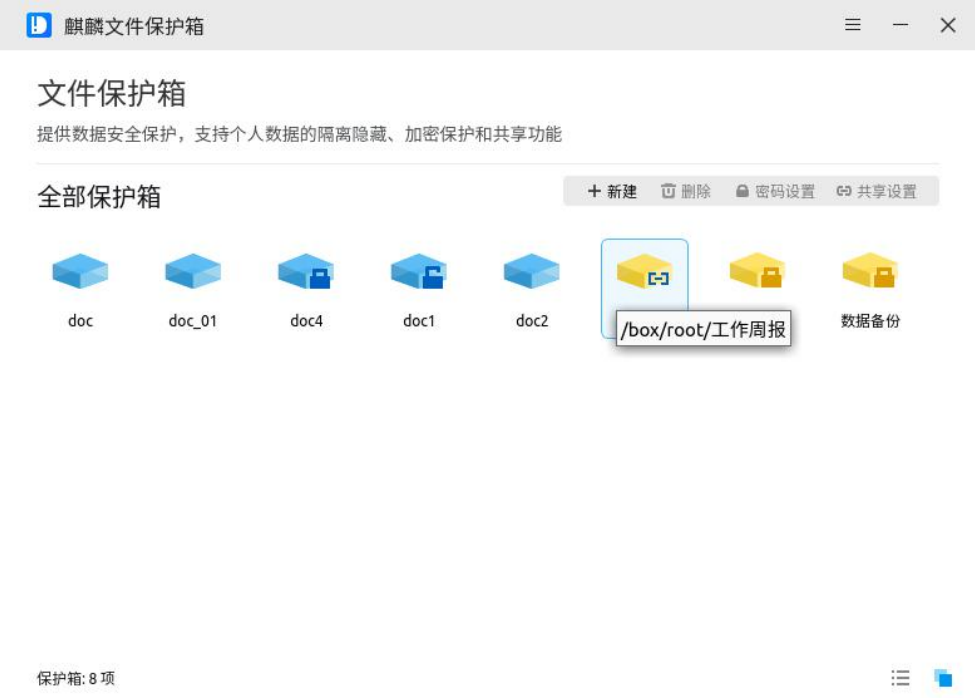 麒麟文件保护箱
文件保护箱
提供数据安全保护，支持个人数据的隔离隐藏、加密保护和共享功能
全部保护箱
新建 删除 密码设置 共享设置
doc doc_01 doc4 doc1 doc2 数据备份
/box/root/工作周报
保护箱: 8 项